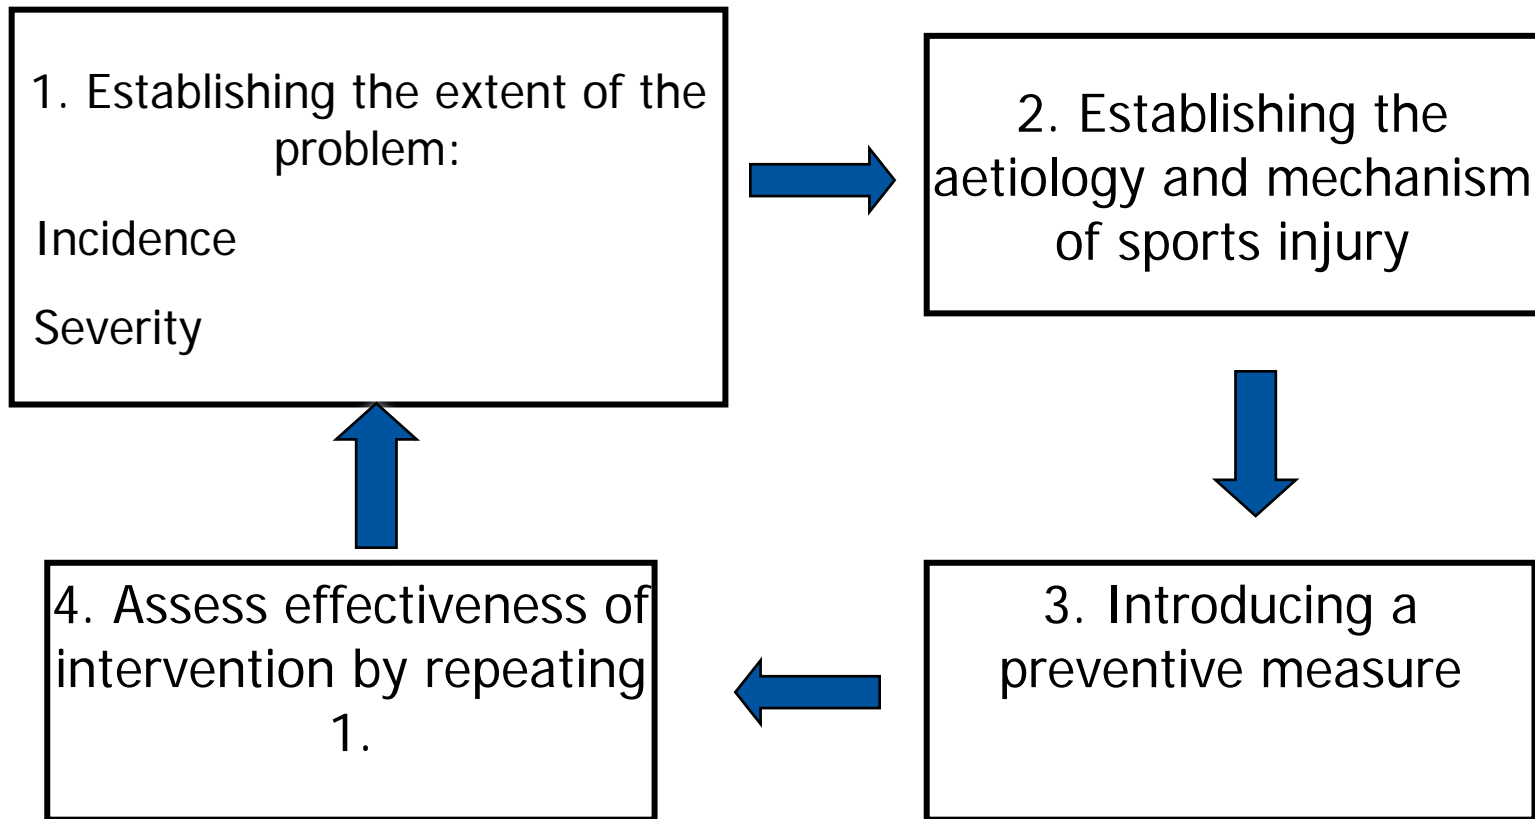 1. Establishing the extent of the
problem:
Incidence
Severity
2. Establishing the
aetiology and mechanism
of sports injury
3. Introducing a
preventive measure
4. Assess effectiveness of
intervention by repeating
1.